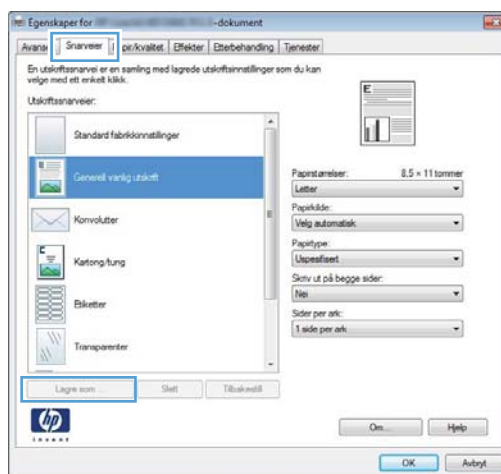 Egenskaper for -dokument
Avans Snarveier pir/kvalitet Effekter Etterbehandling Tjenester
En utskriftssnarvei er en samling med lagrede utskriftsinnstillinger som du kan
velge med ett enkelt klikk.
Utskriftssnarveier:
Standard fabrikkinnstillinger
Generell vanlig utskrift
Konvolutter
Kartong/tung
Etiketter
Transparenter
E
Papirstørrelser: 8.5 × 11 tommer
Letter
Papirkilde:
Velg automatisk
Papirtype:
Uspesifisert
Skriv ut på begge sider:
Nei
Sider per ark:
1 side per ark
Lagre som ... Slett Tilbakestill
hp
invent
Om... Hjelp
OK Avbryt